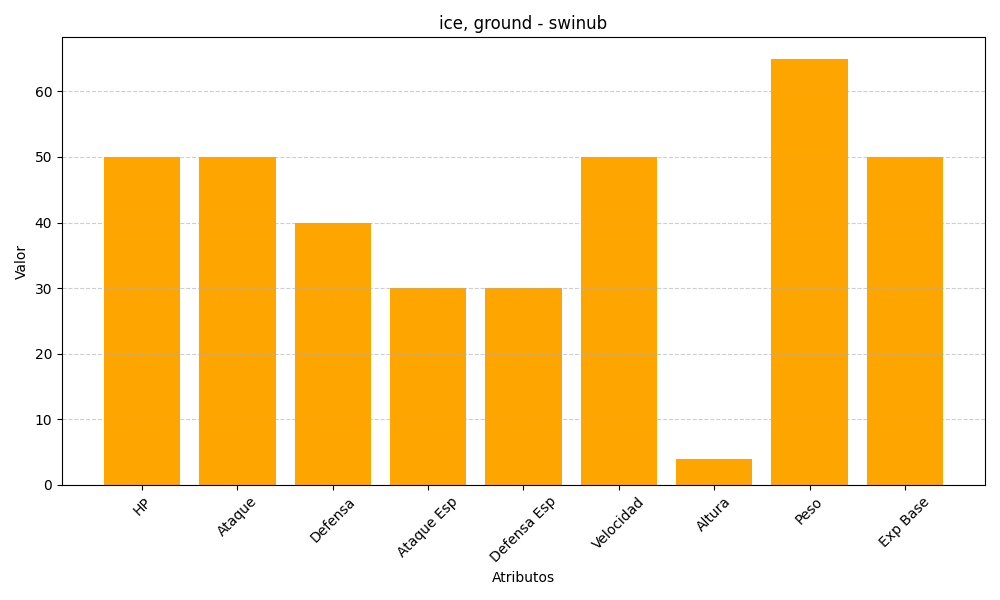 ice, ground - swinub
Valor
60
50
40
30
20
10
0
HP
Ataque
Defensa
Ataque Esp
Defensa Esp
Velocidad
Altura
Peso
Exp Base
Atributos